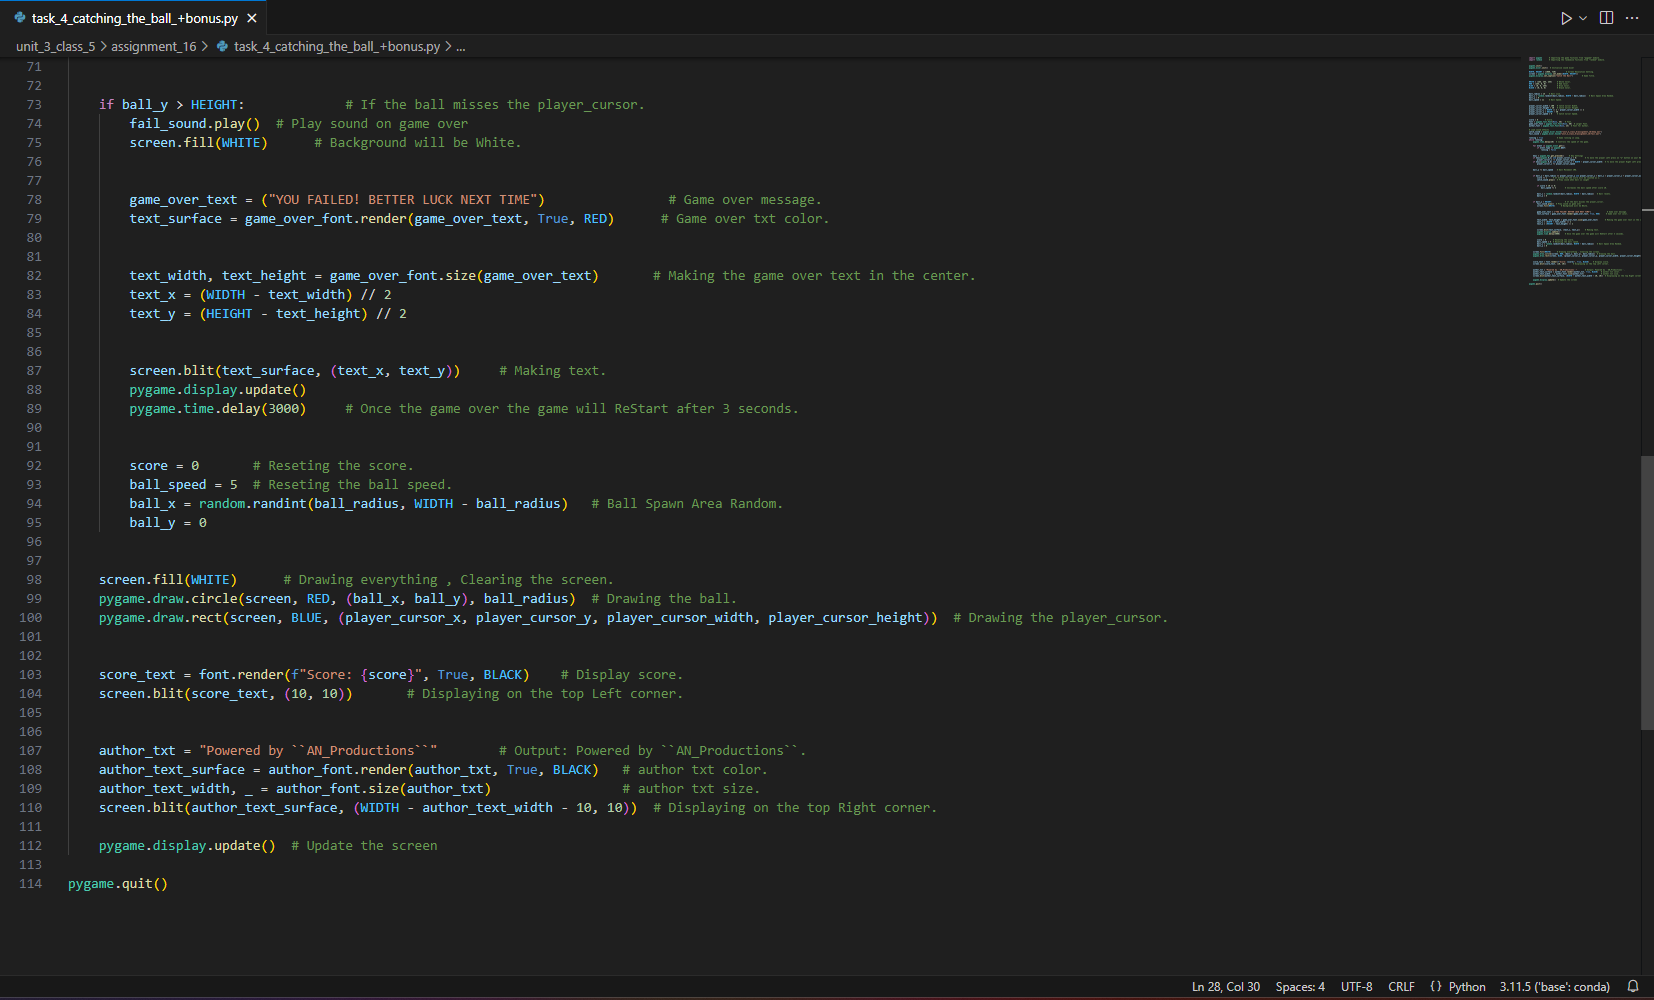 task_4_catching_the_ball_+bonus.py
unit_3_class_5 > assignment_16 > task_4_catching_the_ball_+bonus.py > ...
71
72
73 if ball_y > HEIGHT: # If the ball misses the player_cursor.
74 fail_sound.play() # Play sound on game over
75 screen.fill(WHITE) # Background will be White.
76
77
78 game_over_text = ("YOU FAILED! BETTER LUCK NEXT TIME") # Game over message.
79 text_surface = game_over_font.render(game_over_text, True, RED) # Game over txt color.
80
81
82 text_width, text_height = game_over_font.size(game_over_text) # Making the game over text in the center.
83 text_x = (WIDTH - text_width) // 2
84 text_y = (HEIGHT - text_height) // 2
85
86
87 screen.blit(text_surface, (text_x, text_y)) # Making text.
88 pygame.display.update()
89 pygame.time.delay(3000) # Once the game over the game will ReStart after 3 seconds.
90
91
92 score = 0 # Reseting the score.
93 ball_speed = 5 # Reseting the ball speed.
94 ball_x = random.randint(ball_radius, WIDTH - ball_radius) # Ball Spawn Area Random.
95 ball_y = 0
96
97
98 screen.fill(WHITE) # Drawing everything , Clearing the screen.
99 pygame.draw.circle(screen, RED, (ball_x, ball_y), ball_radius) # Drawing the ball.
100 pygame.draw.rect(screen, BLUE, (player_cursor_x, player_cursor_y, player_cursor_width, player_cursor_height)) # Drawing the player_cursor.
101
102
103 score_text = font.render(f"Score: {score}", True, BLACK) # Display score.
104 screen.blit(score_text, (10, 10)) # Displaying on the top Left corner.
105
106
107 author_txt = "Powered by ``AN_Productions``" # Output: Powered by ``AN_Productions``.
108 author_text_surface = author_font.render(author_txt, True, BLACK) # author txt color.
109 author_text_width, _ = author_font.size(author_txt) # author txt size.
110 screen.blit(author_text_surface, (WIDTH - author_text_width - 10, 10)) # Displaying on the top Right corner.
111
112 pygame.display.update() # Update the screen
113
114 pygame.quit()
Ln 28, Col 30 Spaces: 4 UTF-8 CRLF {} Python 3.11.5 ('base': conda)